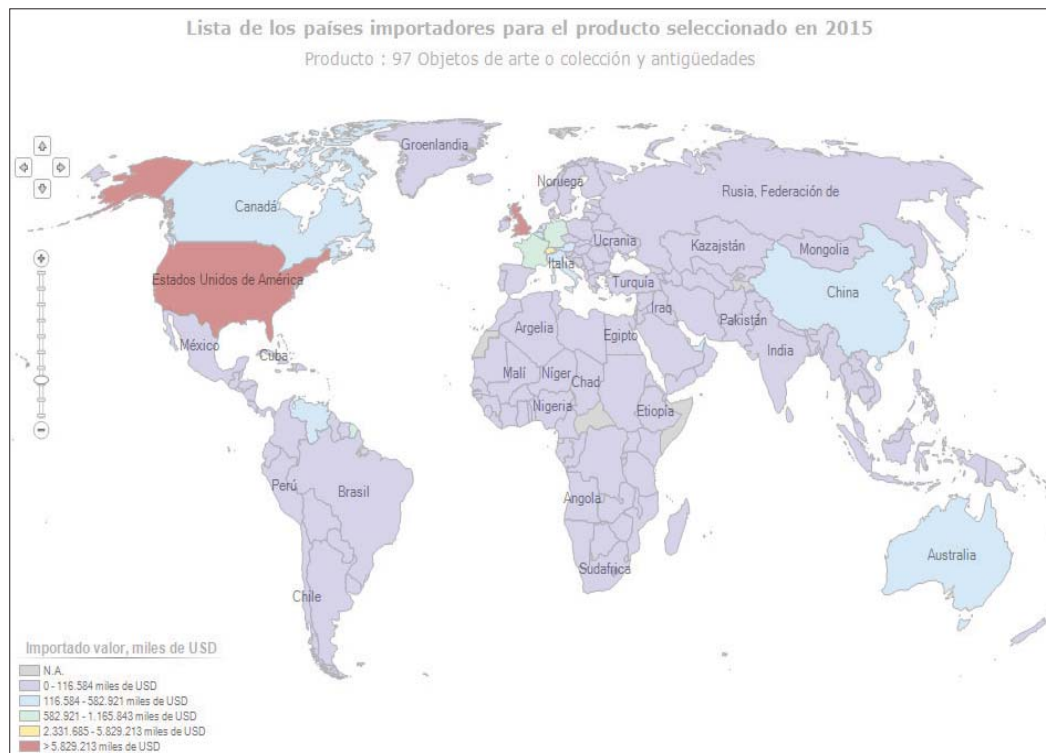 Lista de los países importadores para el producto seleccionado en 2015
Producto : 97 Objetos de arte o colección y antigüedades
Groenlandia
Noruega
Rusia, Federación de
Canadá
Ucrania
Kazajstán
Mongolia
Italia
Estados Unidos de América
Turquía
China
Iraq
Pakistán
Argelia
Egipto
México
Cuba
India
Malí
Níger
Chad
Nigeria
Etiopía
Perú
Brasil
Angola
Australia
Sudáfrica
Chile
Importado valor, miles de USD
N.A.
0 - 116.584 miles de USD
116.584 - 582.921 miles de USD
582.921 - 1.165.843 miles de USD
2.331.685 - 5.829.213 miles de USD
> 5.829.213 miles de USD